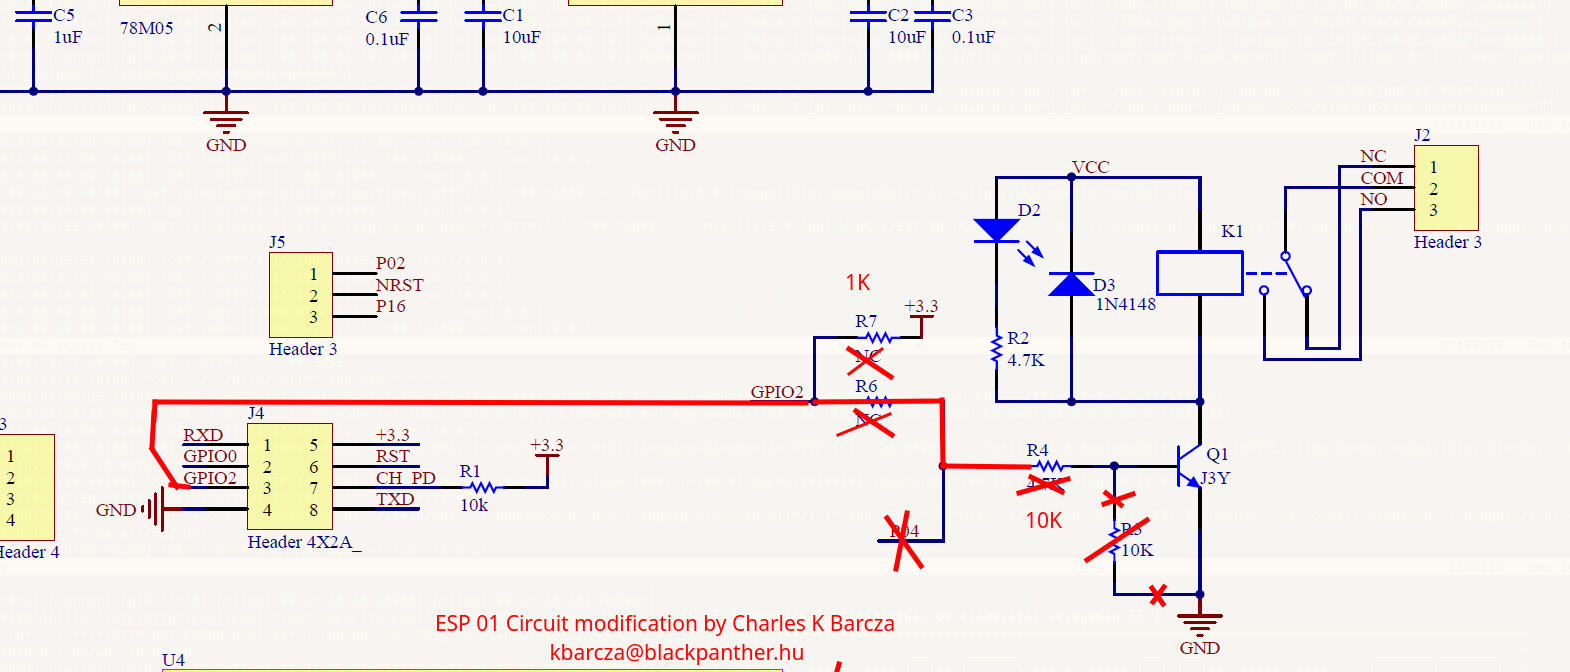 C5
1uF
78M05
2
C6
0.1uF
C1
10uF
1
C2
10uF
C3
0.1uF
GND
GND
J2
NC
COM
NO
1
2
3
Header 3
VCC
D2
K1
D3
1N4148
R2
4.7K
J5
1
2
3
P02
NRST
P16
Header 3
1K
+3.3
R7
NC
R6
NC
GPIO2
J4
RXD
GPIO0
GPIO2
GND
1
2
3
4
5
6
7
8
+3.3
RST
CH_PD
TXD
Header 4X2A_
R1
10k
+3.3
3
1
2
3
4
Header 4
R4
4.7K
10K
Q1
J3Y
R3
10K
GND
ESP 01 Circuit modification by Charles K Barcza
kbarcza@blackpanther.hu
U4